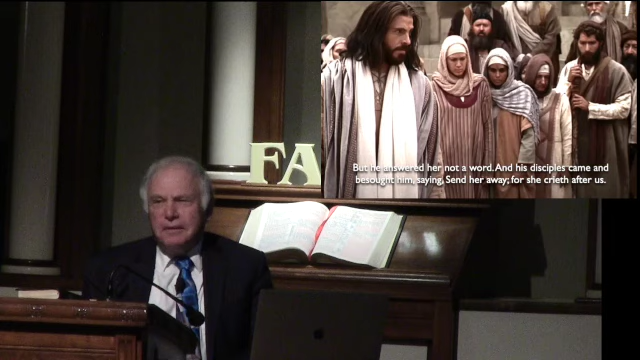 But he answered her not a word. And his disciples came and
besought him, saying, Send her away; for she crieth after us.
FA